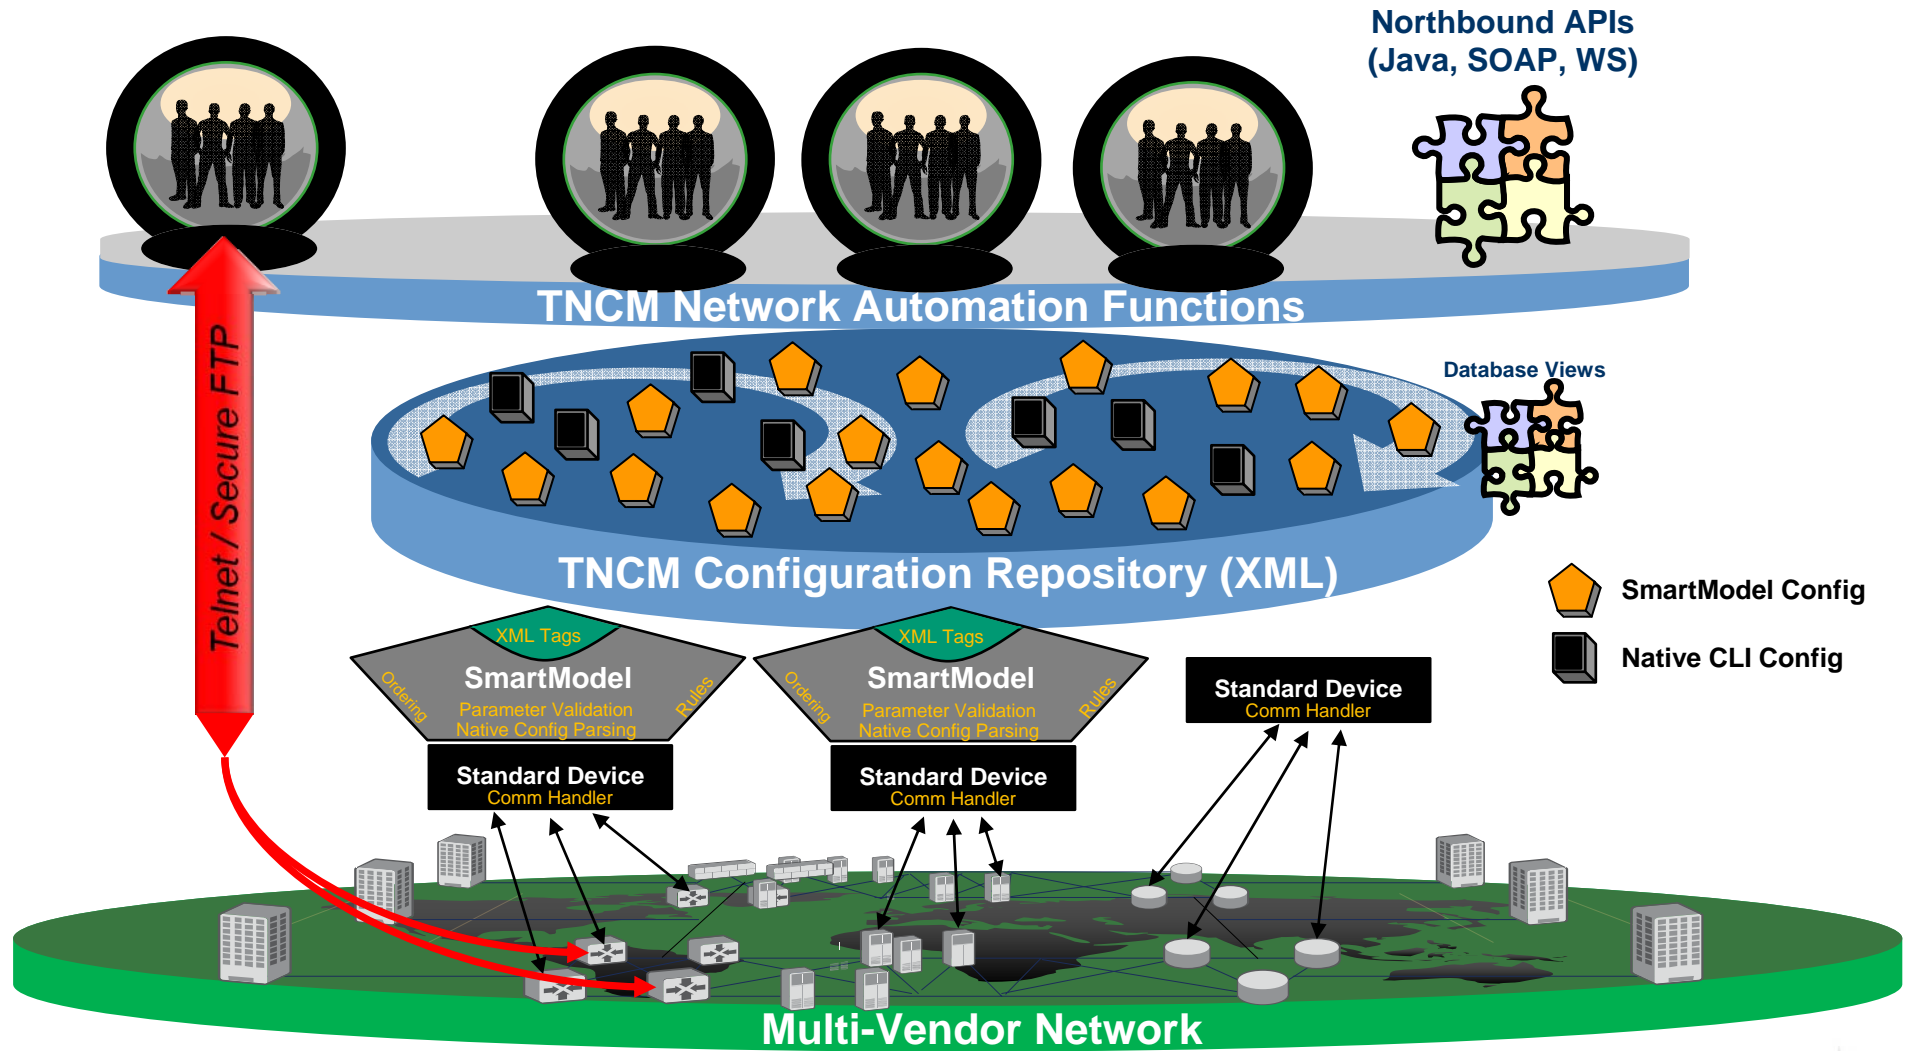 Northbound APIs
(Java, SOAP, WS)
TNCM Network Automation Functions
Telnet / Secure FTP
Database Views
TNCM Configuration Repository (XML)
SmartModel Config
Native CLI Config
XML Tags
SmartModel
Ordering
Rules
Parameter Validation
Native Config Parsing
Standard Device
Comm Handler
XML Tags
SmartModel
Ordering
Rules
Parameter Validation
Native Config Parsing
Standard Device
Comm Handler
Standard Device
Comm Handler
Multi-Vendor Network